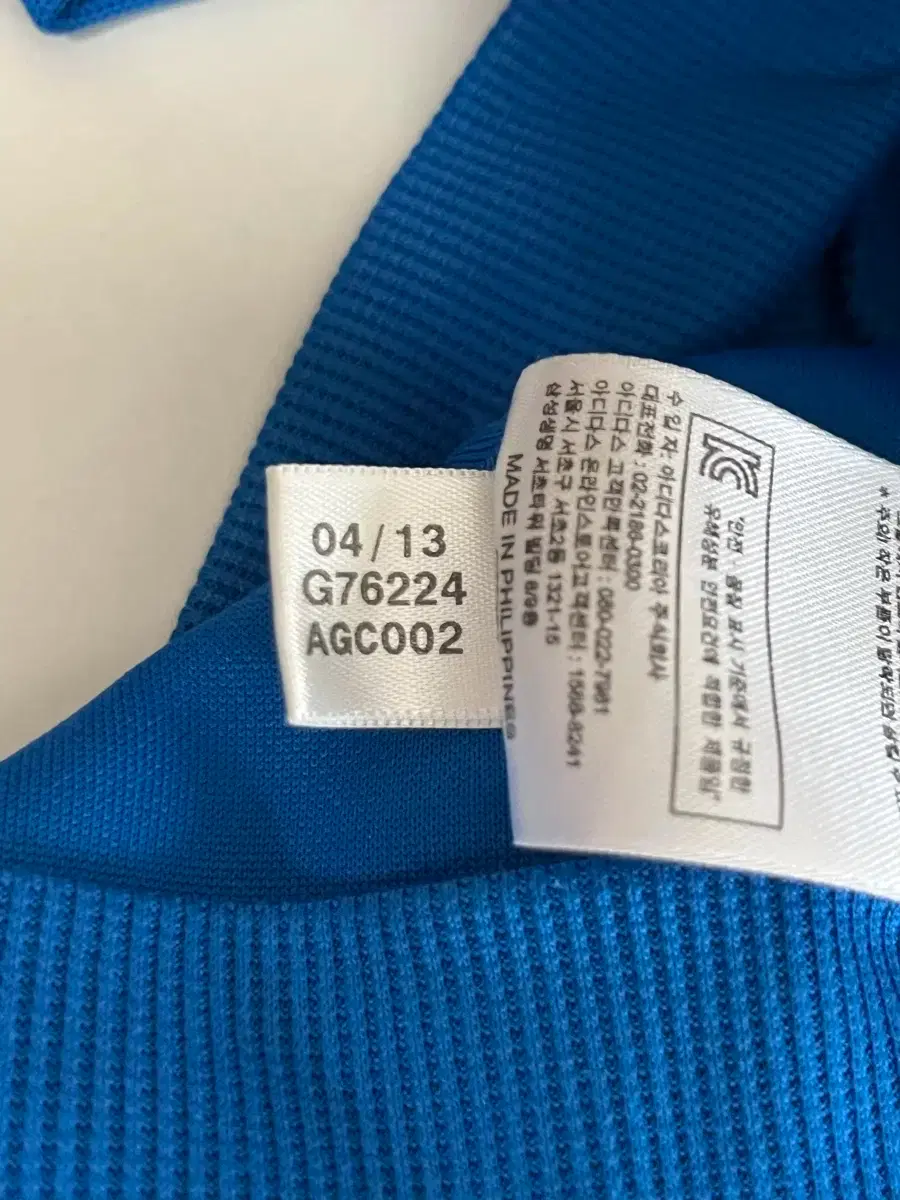 04/13
G76224
AGC002
KC
"안전·품질 표시 기준에서 규정한
유해물질 안전요건에 적합한 제품임"
수입자: 아디다스코리아 주식회사
대표전화: 02-2186-0300
아디다스 고객만족센터: 080-022-7981
아디다스 온라인스토어고객센터: 1588-8241
서울시 서초구 서초2동 1321-15
삼성생명 서초타워 빌딩 8/9층
MADE IN PHILIPPINES